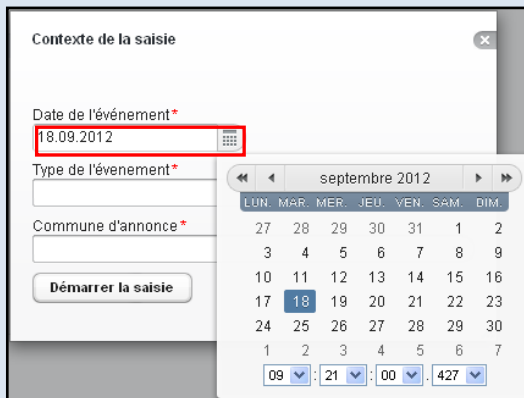 Contexte de la saisie
Date de l'événement*
18.09.2012
Type de l'évenement*
Commune d'annonce*
Démarrer la saisie
septembre 2012
LUN. MAR. MER. JEU. VEN. SAM. DIM.
27 28 29 30 31 1 2
3 4 5 6 7 8 9
10 11 12 13 14 15 16
17 18 19 20 21 22 23
24 25 26 27 28 29 30
1 2 3 4 5 6 7
09 : 21 : 00 . 427